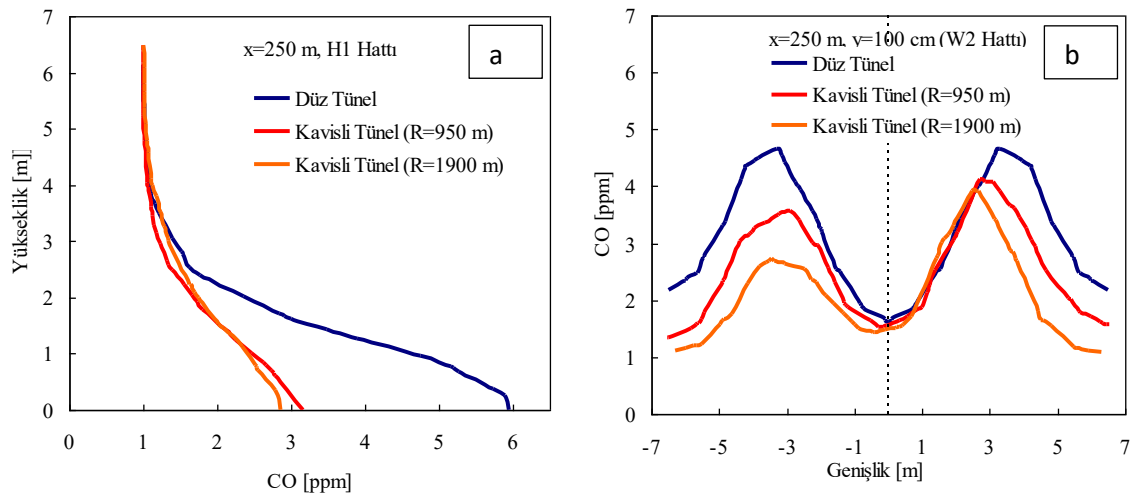 x=250 m, H1 Hattı
a
Düz Tünel
Kavisli Tünel (R=950 m)
Kavisli Tünel (R=1900 m)
Yükseklik [m]
7
6
5
4
3
2
1
0
0 1 2 3 4 5 6
CO [ppm]
x=250 m, y=100 cm (W2 Hattı)
b
Düz Tünel
Kavisli Tünel (R=950 m)
Kavisli Tünel (R=1900 m)
CO [ppm]
7
6
5
4
3
2
1
0
-7 -5 -3 -1 1 3 5 7
Genişlik [m]